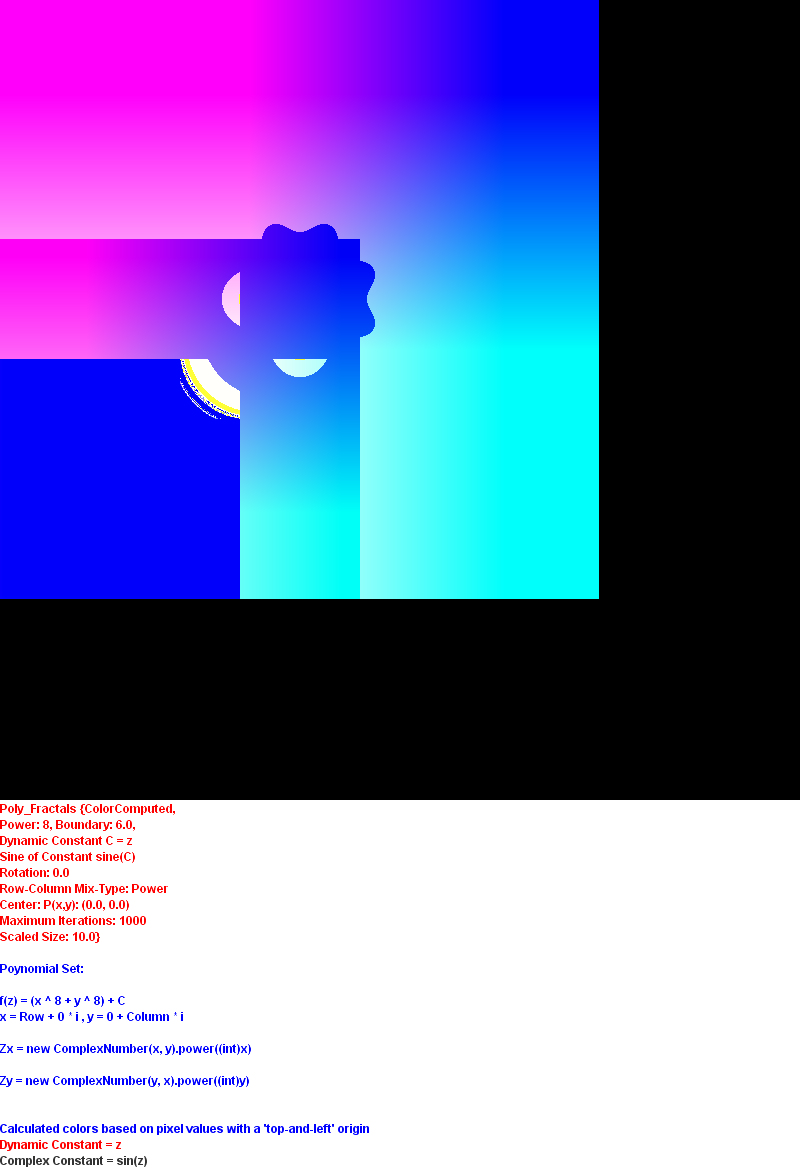 Poly_Fractals {ColorComputed,
Power: 8, Boundary: 6.0,
Dynamic Constant C = z
Sine of Constant sine(C)
Rotation: 0.0
Row-Column Mix-Type: Power
Center: P(x,y): (0.0, 0.0)
Maximum Iterations: 1000
Scaled Size: 10.0}
Poynomial Set:
f(z) = (x ^ 8 + y ^ 8) + C
x = Row + 0 * i , y = 0 + Column * i
Zx = new ComplexNumber(x, y).power((int)x)
Zy = new ComplexNumber(y, x).power((int)y)
Calculated colors based on pixel values with a 'top-and-left' origin
Dynamic Constant = z
Complex Constant = sin(z)